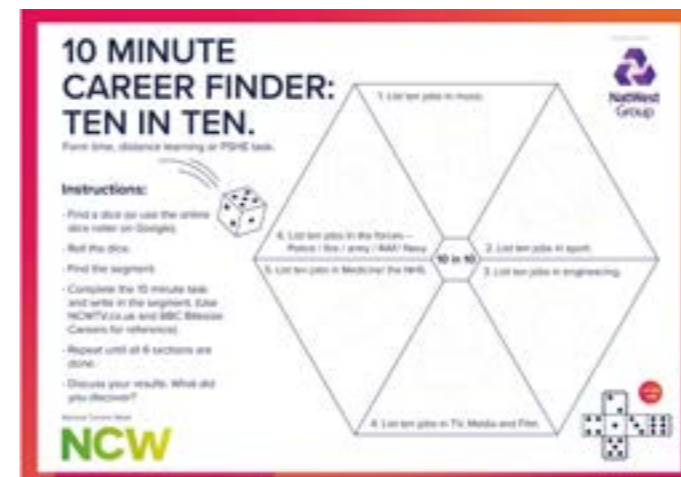 10 MINUTE
CAREER FINDER:
TEN IN TEN.
Form time, distance learning or PSHE task.
Instructions:
- Find a dice (or use the online
dice roller on Google).
- Roll the dice.
- Find the segment.
- Complete the 10 minute task
and write in the segment. (Use
NCWTV.co.uk and BBC Bitesize
Careers for reference).
- Repeat until all 6 sections are
done.
- Discuss your results. What did
you discover?
National Careers Week
NCW
1. List ten jobs in music.
2. List ten jobs in sport.
3. List ten jobs in engineering.
4. List ten jobs in TV, Media and Film.
5. List ten jobs in Medicine/ the NHS.
6. List ten jobs in the forces –
Police / fire / army / RAF/ Navy.
10 in 10
NatWest
Group